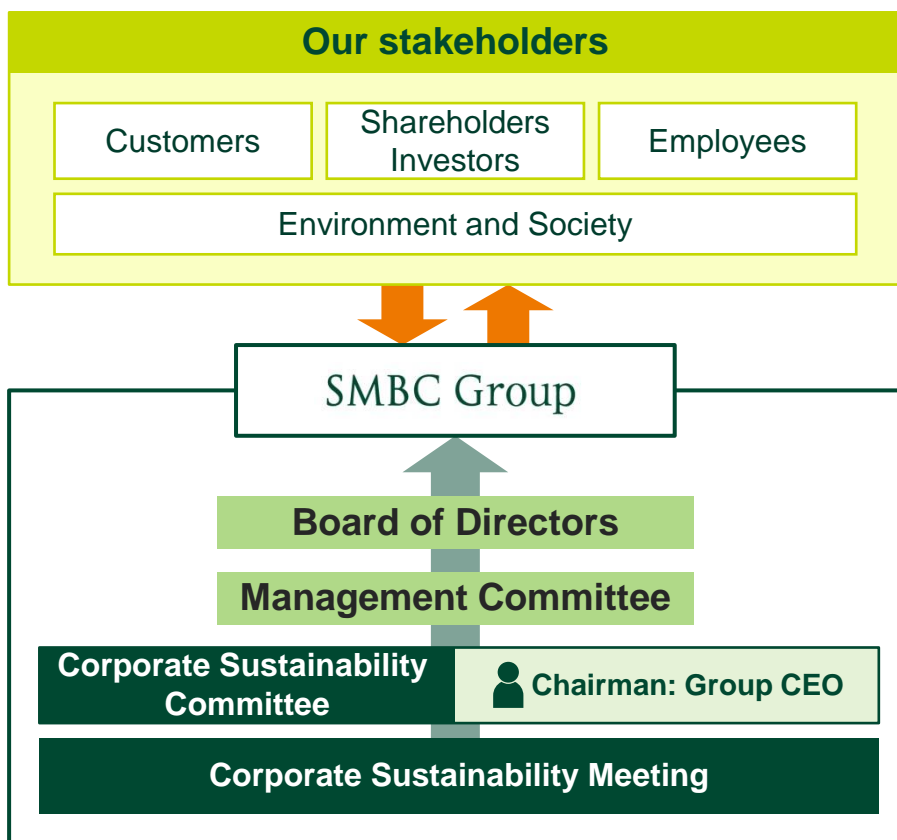 Our stakeholders
Customers
Shareholders
Investors
Employees
Environment and Society
SMBC Group
Board of Directors
Management Committee
Corporate Sustainability
Committee
Chairman: Group CEO
Corporate Sustainability Meeting